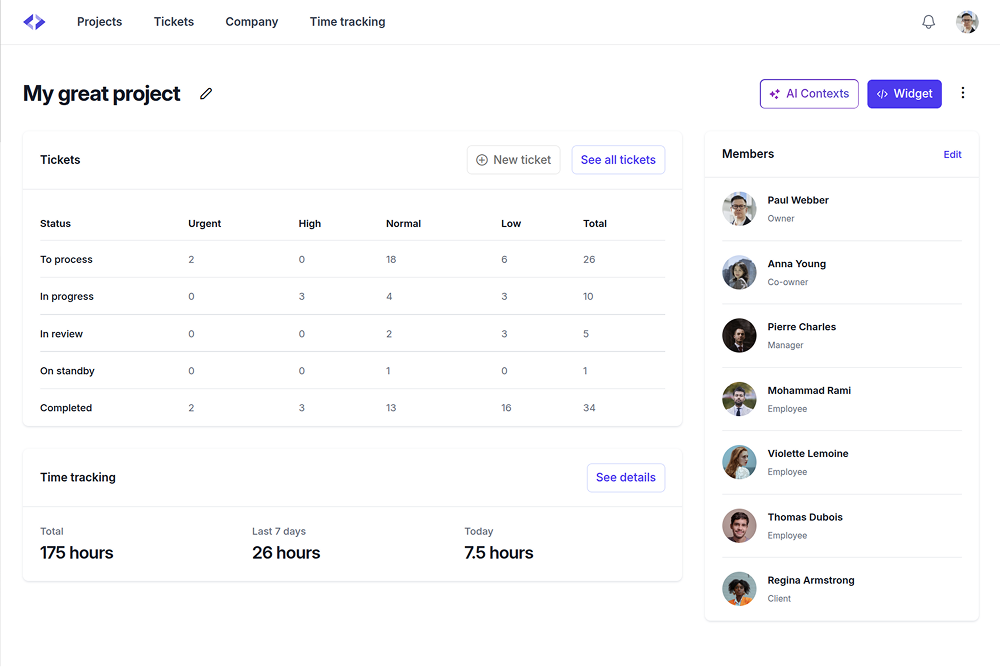 Projects Tickets Company Time tracking
My great project
AI Contexts Widget
Tickets New ticket See all tickets
Status Urgent High Normal Low Total
To process 2 0 18 6 26
In progress 0 3 4 3 10
In review 0 0 2 3 5
On standby 0 0 1 0 1
Completed 2 3 13 16 34
Time tracking See details
Total Last 7 days Today
175 hours 26 hours 7.5 hours
Members Edit
Paul Webber
Owner
Anna Young
Co-owner
Pierre Charles
Manager
Mohammad Rami
Employee
Violette Lemoine
Employee
Thomas Dubois
Employee
Regina Armstrong
Client